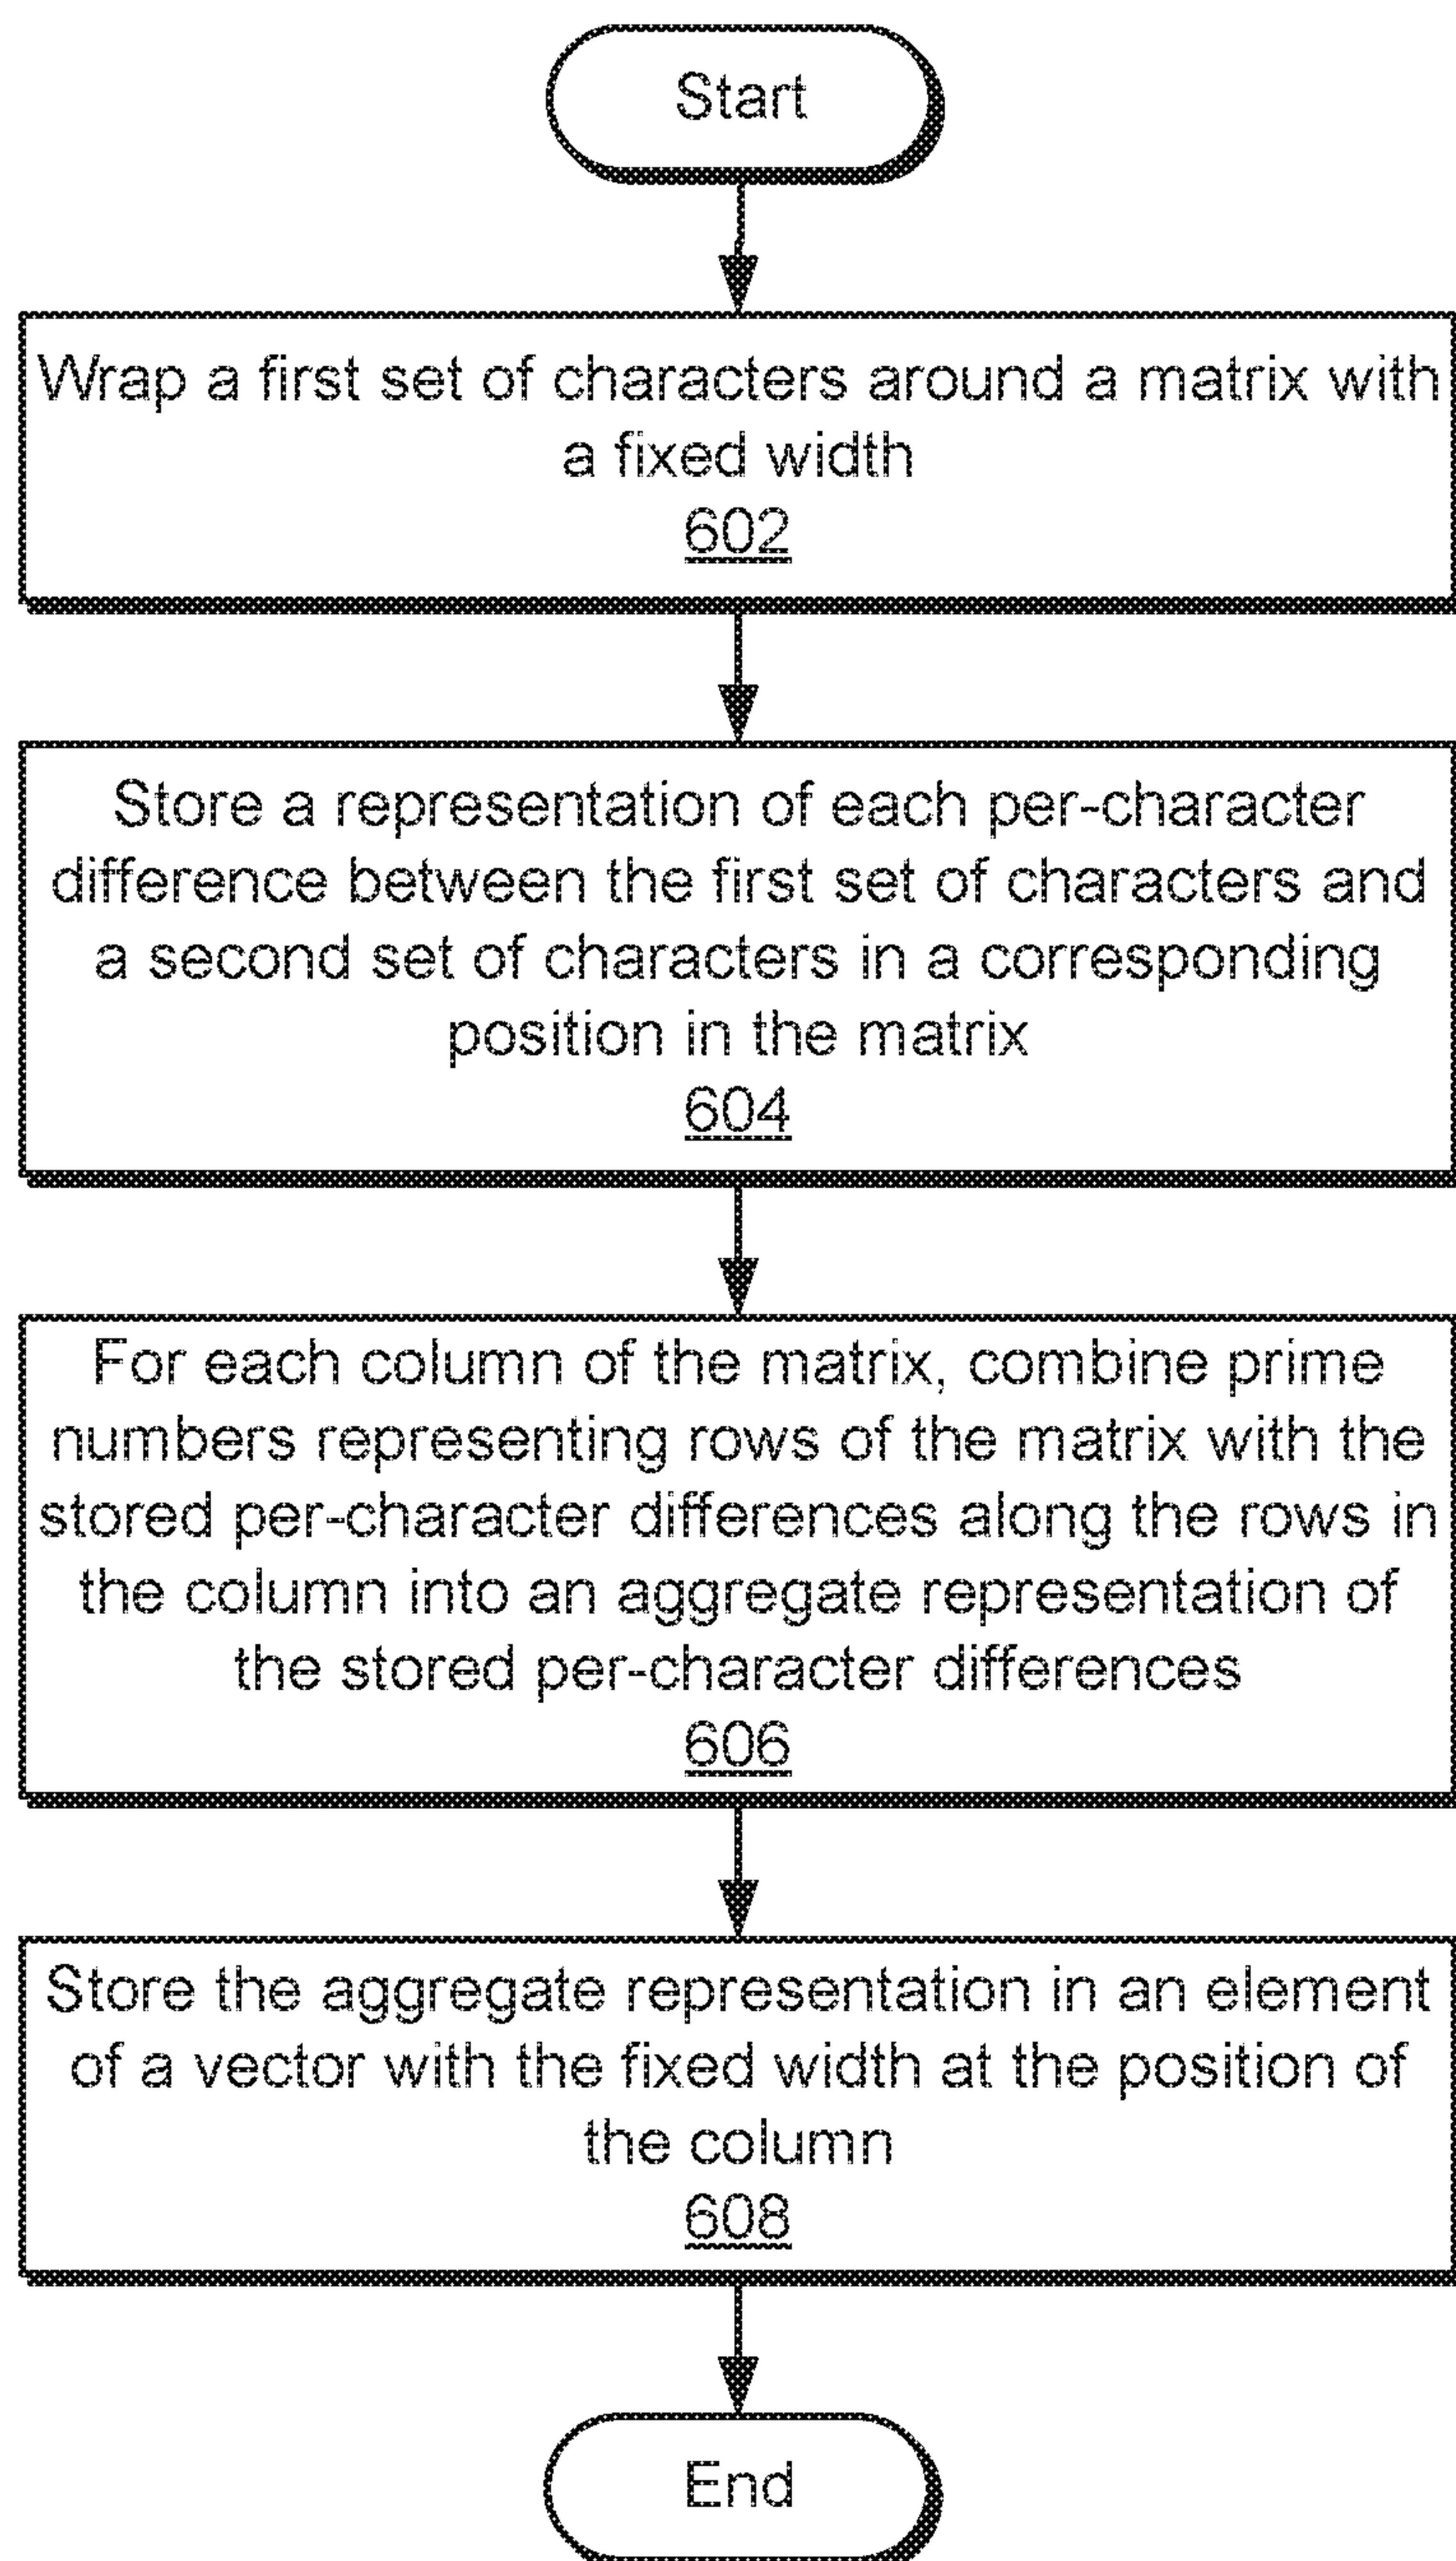 Start
Wrap a first set of characters around a matrix with
a fixed width
602
Store a representation of each per-character
difference between the first set of characters and
a second set of characters in a corresponding
position in the matrix
604
For each column of the matrix, combine prime
numbers representing rows of the matrix with the
stored per-character differences along the rows in
the column into an aggregate representation of
the stored per-character differences
606
Store the aggregate representation in an element
of a vector with the fixed width at the position of
the column
608
End